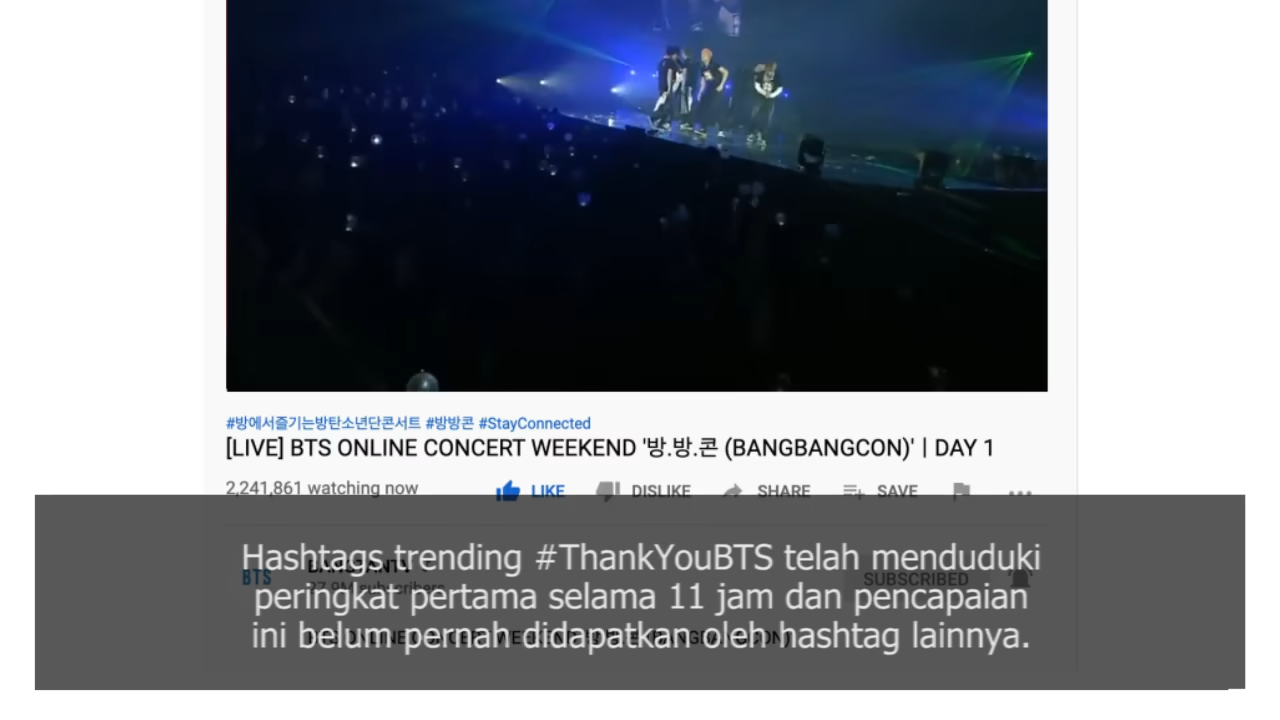 #방에서즐기는방탄소년단콘서트 #방방콘 #StayConnected
[LIVE] BTS ONLINE CONCERT WEEKEND '방.방.콘 (BANGBANGCON)' | DAY 1
2,241,861 watching now LIKE DISLIKE SHARE SAVE
Hashtags trending #ThankYouBTS telah menduduki
peringkat pertama selama 11 jam dan pencapaian
ini belum pernah didapatkan oleh hashtag lainnya.
BTS
SUBSCRIBED